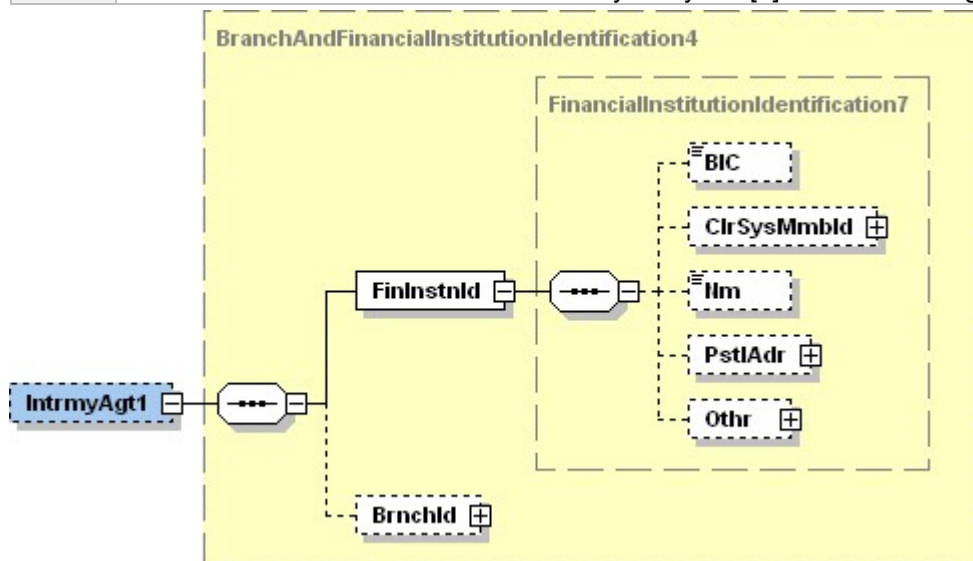 BranchAndFinancialInstitutionIdentification4
FinancialInstitutionIdentification7
BIC
ClrSysMmbId
Nm
FinInstnId
PstlAdr
IntrmyAgt1
Othr
BrnchId